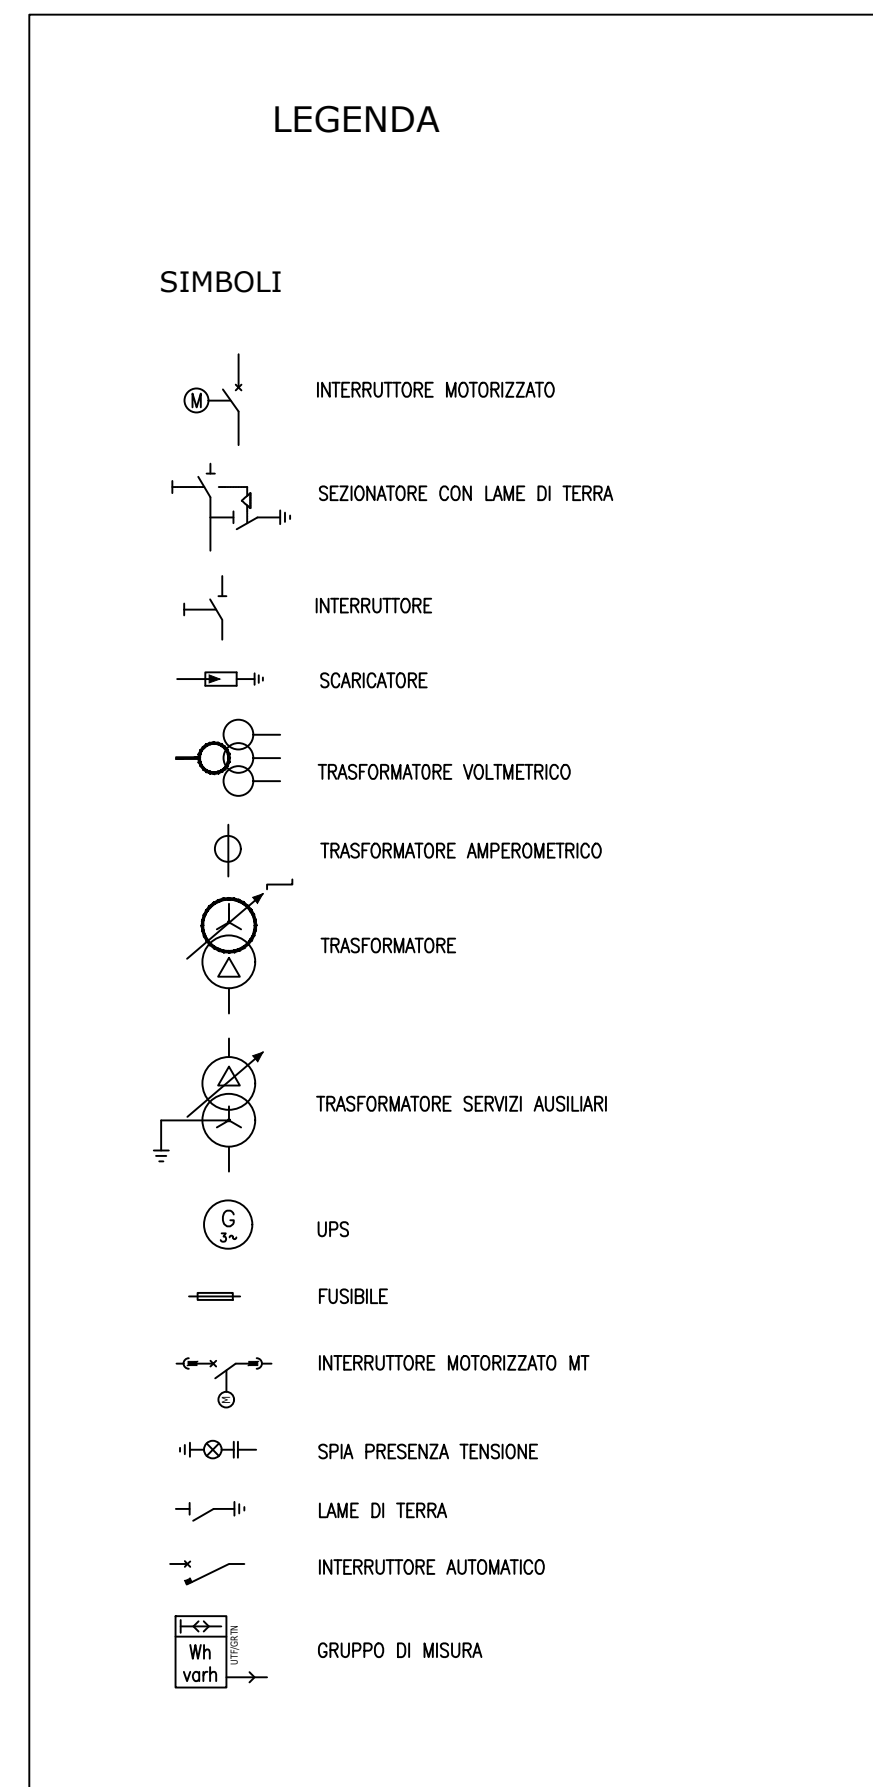 LEGENDA
SIMBOLI
M INTERRUTTORE MOTORIZZATO
SEZIONATORE CON LAME DI TERRA
INTERRUTTORE
SCARICATORE
TRASFORMATORE VOLTMETRICO
TRASFORMATORE AMPEROMETRICO
TRASFORMATORE
TRASFORMATORE SERVIZI AUSILIARI
G
3~
UPS
FUSIBILE
INTERRUTTORE MOTORIZZATO MT
M
SPIA PRESENZA TENSIONE
LAME DI TERRA
INTERRUTTORE AUTOMATICO
Wh
varh
UTF/GRTN
GRUPPO DI MISURA